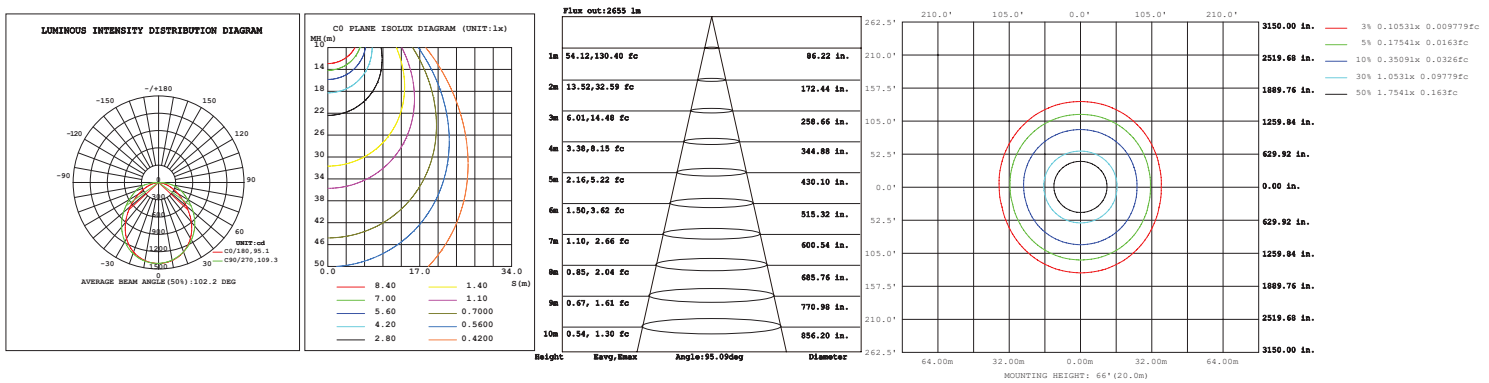 LUMINOUS INTENSITY DISTRIBUTION DIAGRAM
-/+180
-150
150
-120
120
-90
90
0
300
600
60
900
1200
-30
30
1500
0
UNIT:cd
C0/180,95.1
C90/270,109.3
AVERAGE BEAM ANGLE(50%):102.2 DEG
C0 PLANE ISOLUX DIAGRAM (UNIT:lx)
MH(m)
10
14
18
22
26
30
34
38
42
46
50
0.0
17.0
34.0
S(m)
8.40
1.40
7.00
1.10
5.60
0.7000
4.20
0.5600
2.80
0.4200
Flux out:2655 lm
1m 54.12,130.40 fc 86.22 in.
2m 13.52,32.59 fc 172.44 in.
3m 6.01,14.48 fc 258.66 in.
4m 3.38,8.15 fc 344.88 in.
5m 2.16,5.22 fc 430.10 in.
6m 1.50,3.62 fc 515.32 in.
7m 1.10, 2.66 fc 600.54 in.
8m 0.85, 2.04 fc 685.76 in.
9m 0.67, 1.61 fc 770.98 in.
10m 0.54, 1.30 fc 856.20 in.
Height Eavg,Emax Angle:95.09deg Diameter
210.0' 105.0' 0.0' 105.0' 210.0'
262.5' 3150.00 in.
210.0' 2519.68 in.
157.5' 1889.76 in.
105.0' 1259.84 in.
52.5' 629.92 in.
0.0' 0.00 in.
52.5' 629.92 in.
105.0' 1259.84 in.
157.5' 1889.76 in.
210.0' 2519.68 in.
262.5' 3150.00 in.
64.00m 32.00m 0.00m 32.00m 64.00m
MOUNTING HEIGHT: 66'(20.0m)
3% 0.1053lx 0.009779fc
5% 0.1754lx 0.0163fc
10% 0.3509lx 0.0326fc
30% 1.053lx 0.09779fc
50% 1.754lx 0.163fc